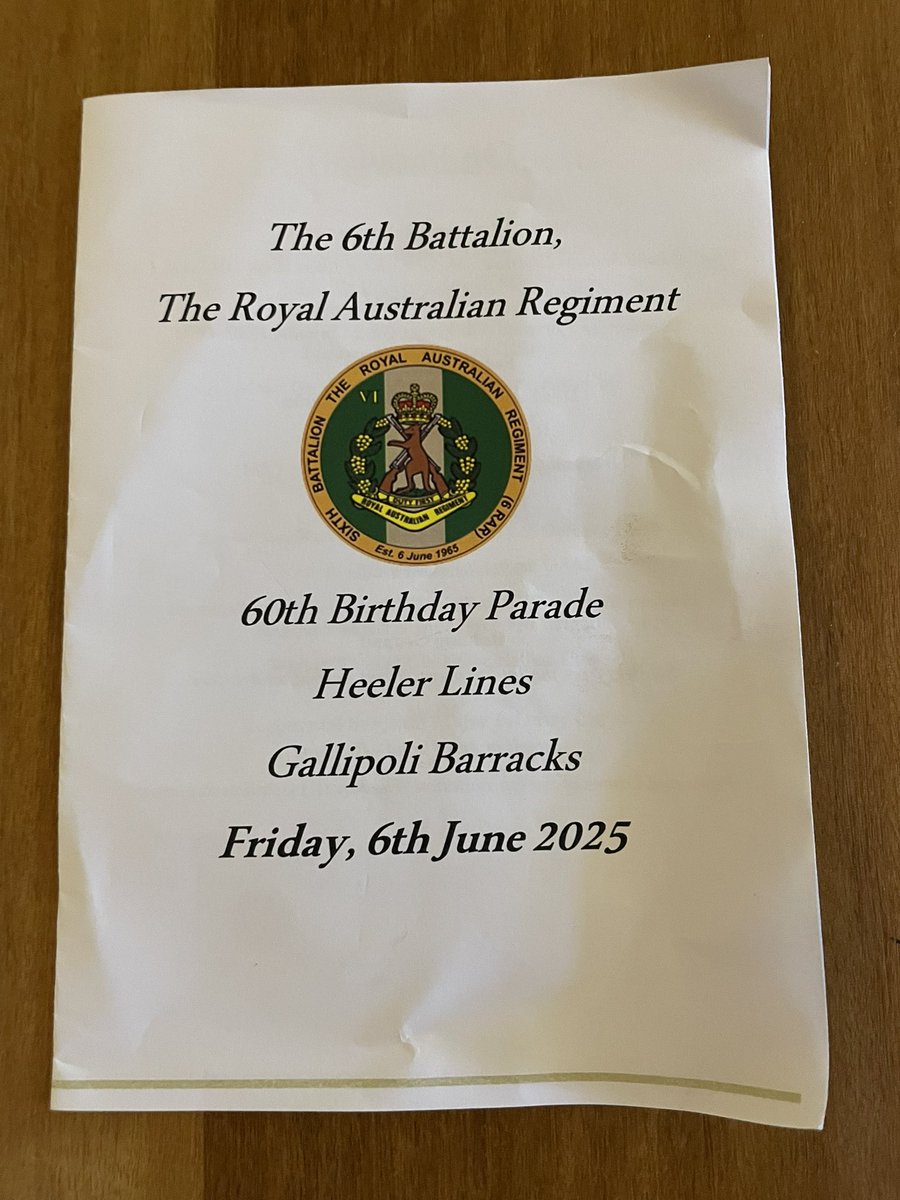 The 6th Battalion,
The Royal Australian Regiment
SIXTH BATTALION THE ROYAL AUSTRALIAN REGIMENT (6 RAR)
VI
DUTY FIRST
ROYAL AUSTRALIAN REGIMENT
Est. 6 June 1965
60th Birthday Parade
Heeler Lines
Gallipoli Barracks
Friday, 6th June 2025